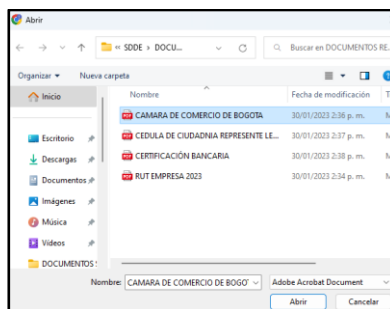 Abrir
« SDDE › DOCU...
Buscar en DOCUMENTOS RE...
Organizar
Nueva carpeta
Inicio
Nombre
Fecha de modificación
CAMARA DE COMERCIO DE BOGOTA
30/01/2023 2:36 p. m.
Escritorio
CEDULA DE CIUDADNIA REPRESENTE LE...
30/01/2023 2:37 p. m.
Descargas
CERTIFICACIÓN BANCARIA
30/01/2023 2:38 p. m.
Documentos
RUT EMPRESA 2023
30/01/2023 2:34 p. m.
Imágenes
Música
Vídeos
DOCUMENTOS
Nombre:
CAMARA DE COMERCIO DE BOGOT
Adobe Acrobat Document
Abrir
Cancelar